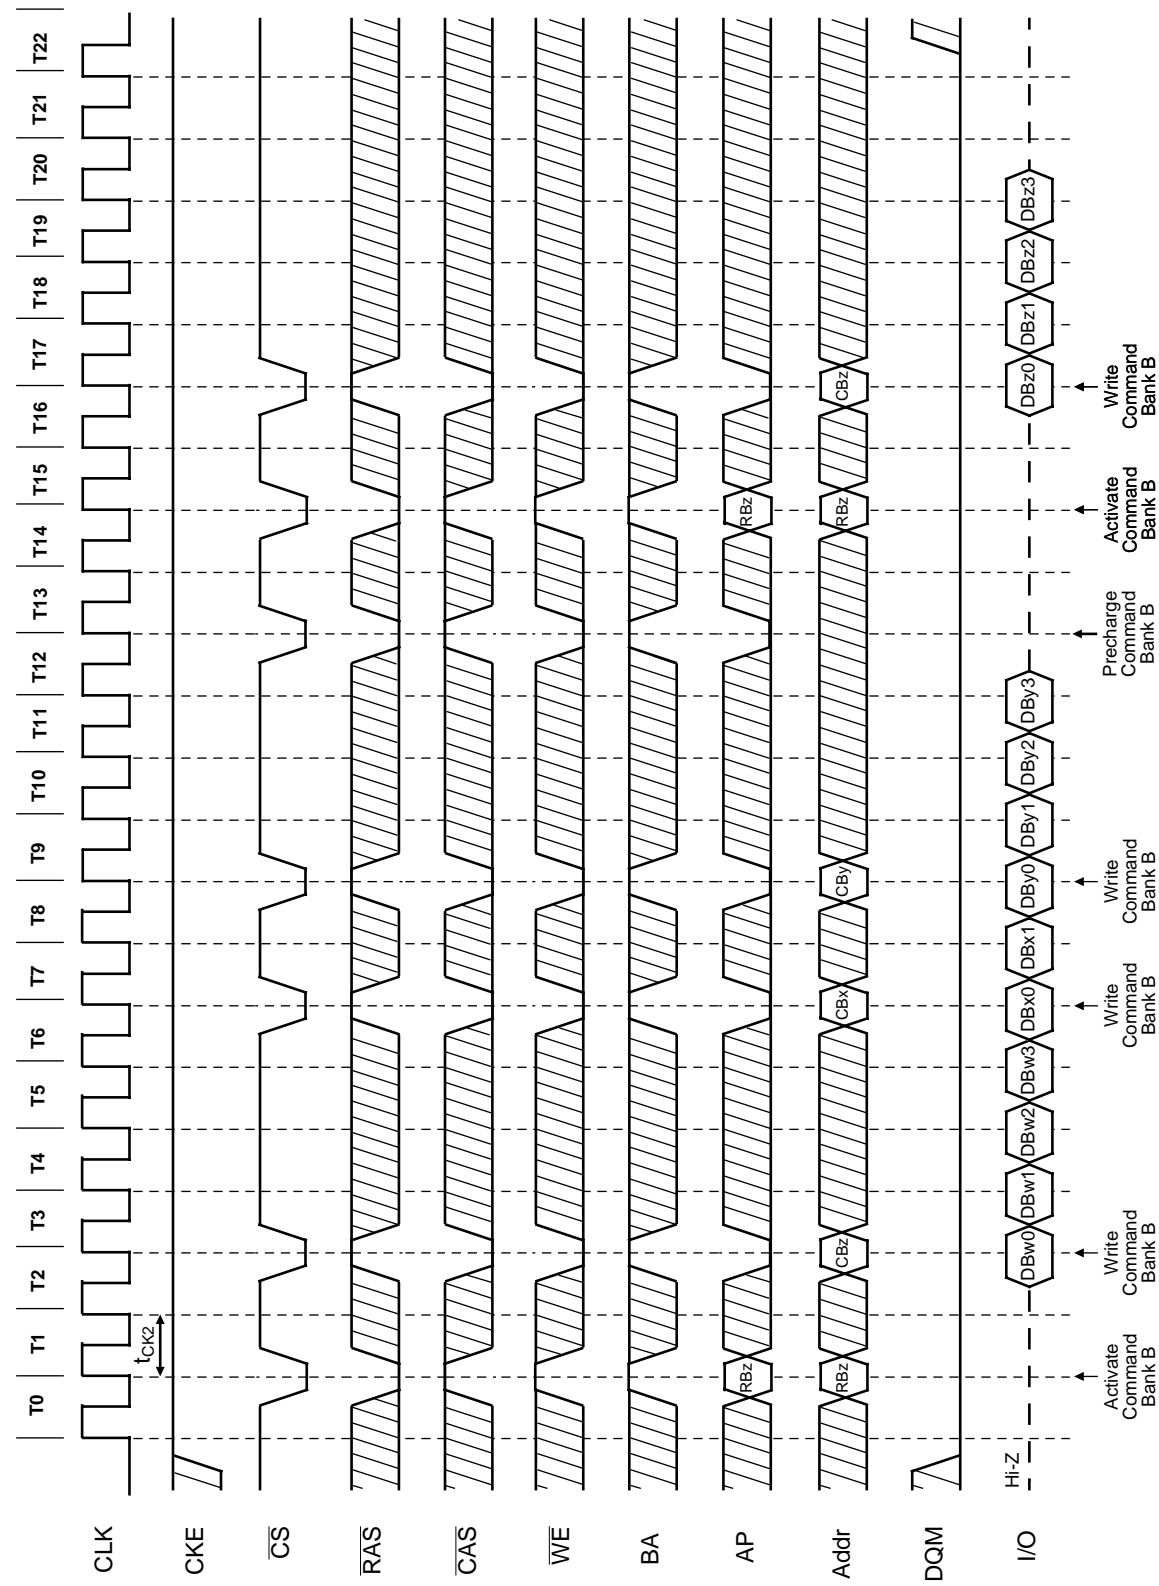 T0 T1 T2 T3 T4 T5 T6 T7 T8 T9 T10 T11 T12 T13 T14 T15 T16 T17 T18 T19 T20 T21 T22
CLK
tCK2
CKE
CS
RAS
CAS
WE
BA
AP
RBz RBz
Addr
RBz CBz CBx CBy RBz CBz
DQM
I/O
Hi-Z
DBw0 DBw1 DBw2 DBw3 DBx0 DBx1 DBy0 DBy1 DBy2 DBy3 DBz0 DBz1 DBz2 DBz3
Activate
Command
Bank B
Write
Command
Bank B
Write
Command
Bank B
Write
Command
Bank B
Precharge
Command
Bank B
Activate
Command
Bank B
Write
Command
Bank B